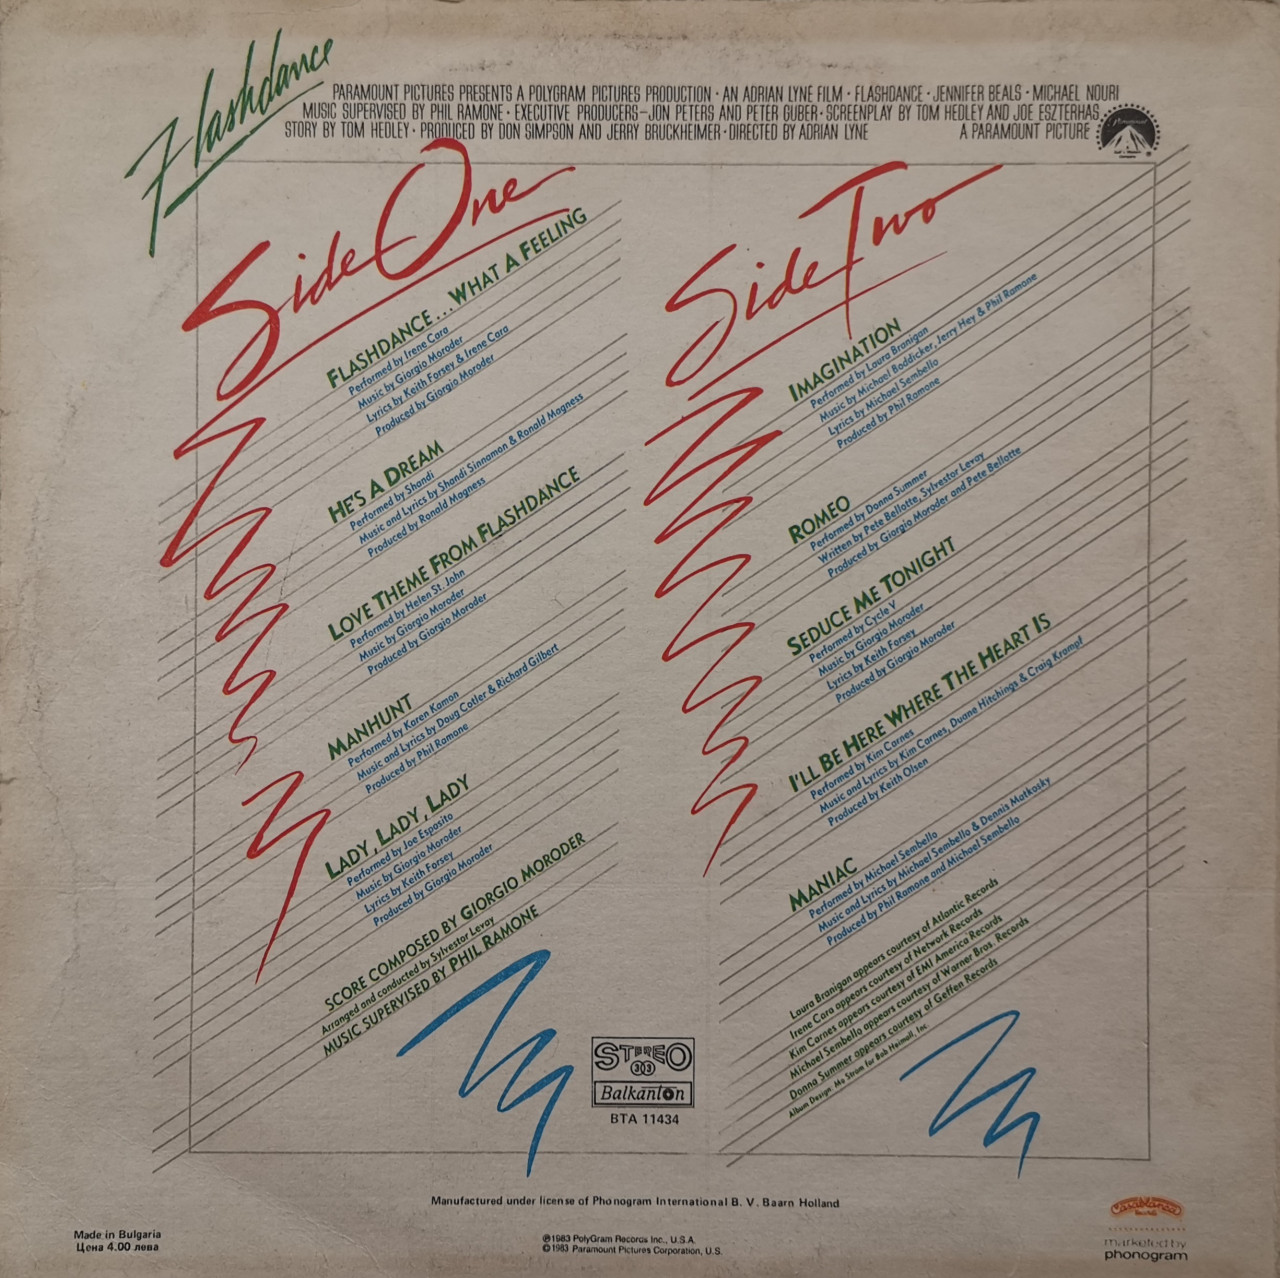 Flashdance
PARAMOUNT PICTURES PRESENTS A POLYGRAM PICTURES PRODUCTION · AN ADRIAN LYNE FILM · FLASHDANCE · JENNIFER BEALS · MICHAEL NOURI
MUSIC SUPERVISED BY PHIL RAMONE · EXECUTIVE PRODUCERS—JON PETERS AND PETER GUBER · SCREENPLAY BY TOM HEDLEY AND JOE ESZTERHAS
STORY BY TOM HEDLEY · PRODUCED BY DON SIMPSON AND JERRY BRUCKHEIMER · DIRECTED BY ADRIAN LYNE A PARAMOUNT PICTURE
Paramount
Side One
FLASHDANCE...WHAT A FEELING
Performed by Irene Cara
Music by Giorgio Moroder
Lyrics by Keith Forsey & Irene Cara
Produced by Giorgio Moroder
HE'S A DREAM
Performed by Shandi
Music and Lyrics by Shandi Sinnamon & Ronald Magness
Produced by Ronald Magness
LOVE THEME FROM FLASHDANCE
Performed by Helen St. John
Music by Giorgio Moroder
Produced by Giorgio Moroder
MANHUNT
Performed by Karen Kamon
Music and Lyrics by Doug Cotler & Richard Gilbert
Produced by Phil Ramone
LADY, LADY, LADY
Performed by Joe Esposito
Music by Giorgio Moroder
Lyrics by Keith Forsey
Produced by Giorgio Moroder
SCORE COMPOSED BY GIORGIO MORODER
Arranged and conducted by Sylvestor Levay
MUSIC SUPERVISED BY PHIL RAMONE
Side Two
IMAGINATION
Performed by Laura Branigan
Music by Michael Boddicker, Jerry Hey & Phil Ramone
Lyrics by Michael Sembello
Produced by Phil Ramone
ROMEO
Performed by Donna Summer
Written by Pete Bellotte, Sylvestor Levay
Produced by Giorgio Moroder and Pete Bellotte
SEDUCE ME TONIGHT
Performed by Cycle V
Music by Giorgio Moroder
Lyrics by Keith Forsey
Produced by Giorgio Moroder
I'LL BE HERE WHERE THE HEART IS
Performed by Kim Carnes
Music and Lyrics by Kim Carnes, Duane Hitchings & Craig Krampf
Produced by Keith Olsen
MANIAC
Performed by Michael Sembello
Music and Lyrics by Michael Sembello & Dennis Matkosky
Produced by Phil Ramone and Michael Sembello
Laura Branigan appears courtesy of Atlantic Records
Irene Cara appears courtesy of Network Records
Kim Carnes appears courtesy of EMI America Records
Michael Sembello appears courtesy of Warner Bros. Records
Donna Summer appears courtesy of Geffen Records
Album Design: Mo Strom for Bob Heimall, Inc.
STEREO
303
Balkanton
BTA 11434
Manufactured under license of Phonogram International B. V. Baarn Holland
Made in Bulgaria
Цена 4.00 лева
℗1983 PolyGram Records Inc., U.S.A.
©1983 Paramount Pictures Corporation, U.S.
Casablanca
Records
marketed by
phonogram